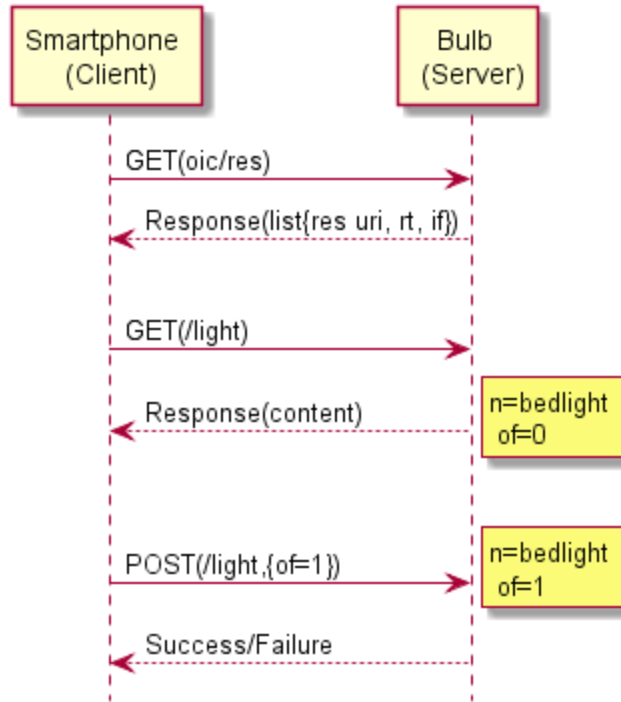 Smartphone
(Client)
Bulb
(Server)
GET(oic/res)
Response(list{res uri, rt, if})
GET(/light)
Response(content)
n=bedlight
of=0
POST(/light,{of=1})
n=bedlight
of=1
Success/Failure